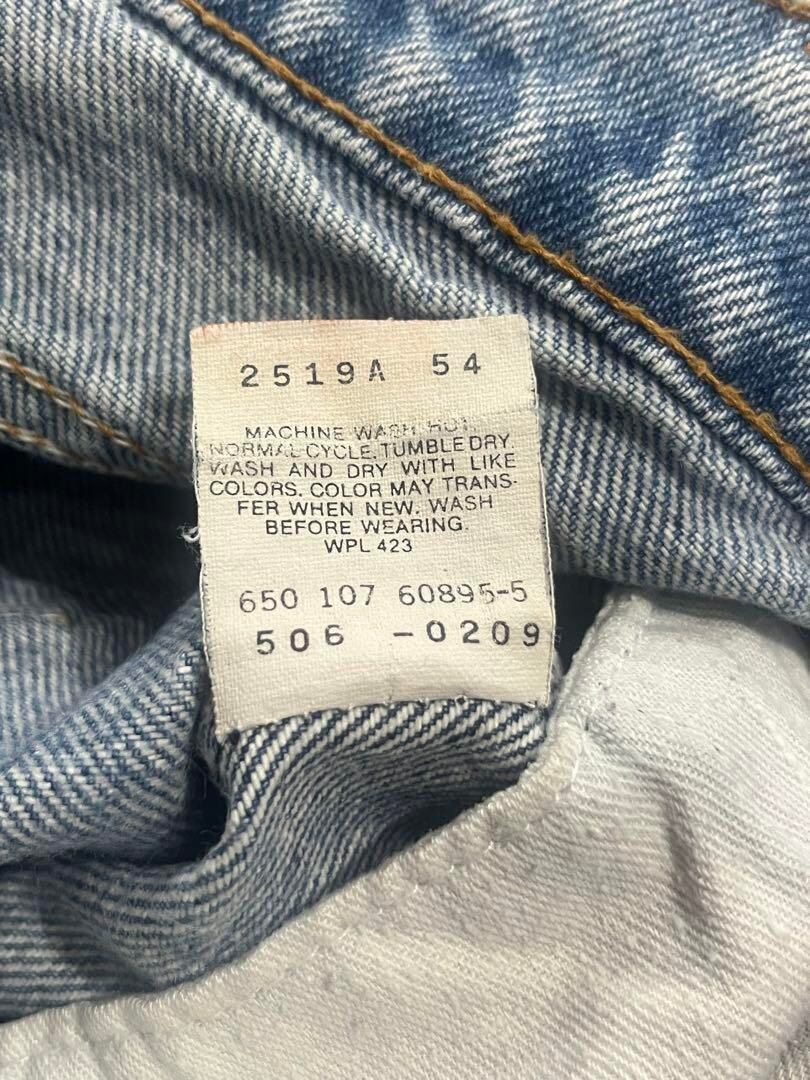 2519A 54
MACHINE WASH HOT,
NORMAL CYCLE, TUMBLE DRY.
WASH AND DRY WITH LIKE
COLORS. COLOR MAY TRANS-
FER WHEN NEW. WASH
BEFORE WEARING.
WPL 423
650 107 60895-5
506 -0209